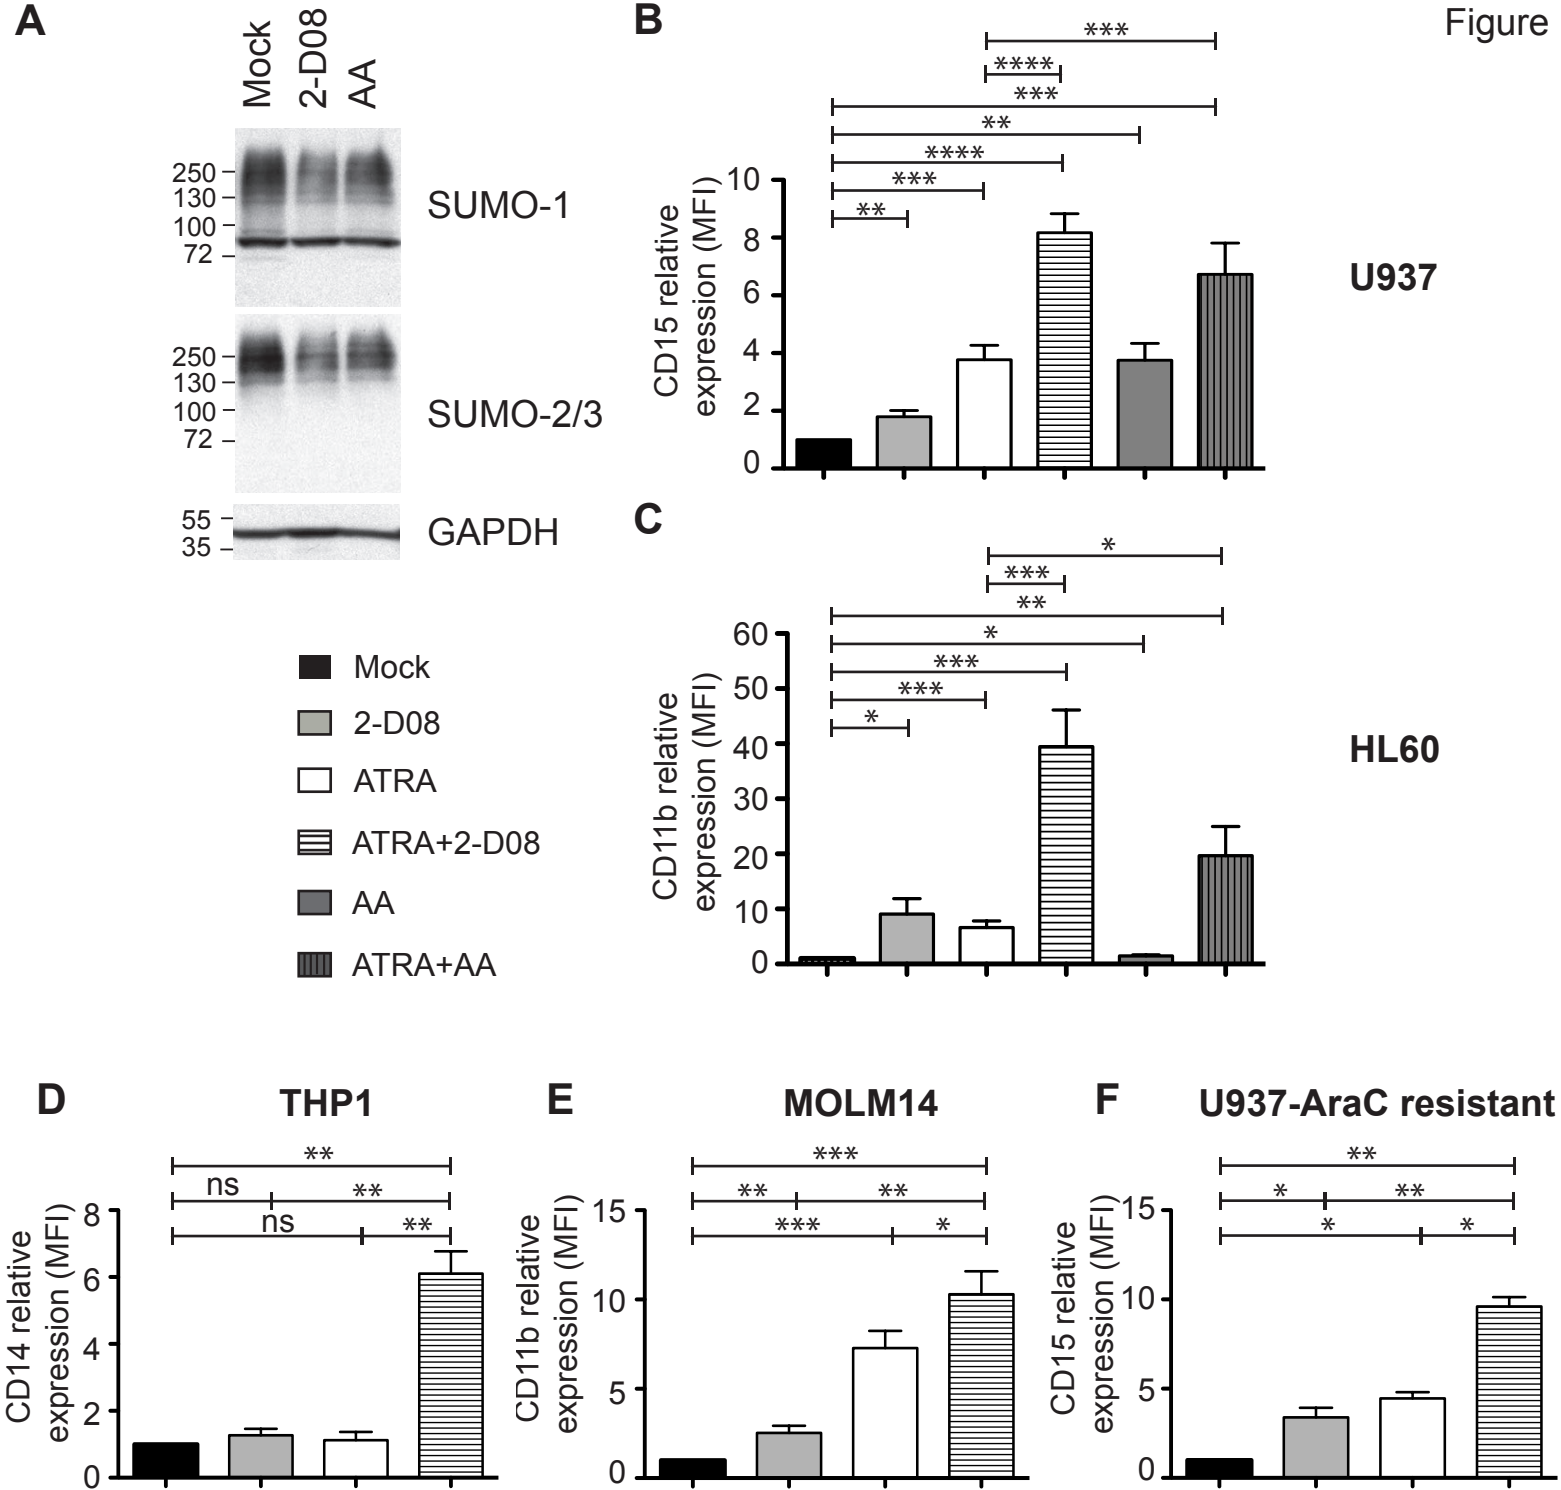 A
Mock
2-D08
AA
250
130
100
72
SUMO-1
250
130
100
72
SUMO-2/3
55
35
GAPDH
Mock
2-D08
ATRA
ATRA+2-D08
AA
ATRA+AA
B
Figure
***
****
***
**
****
***
**
CD15 relative
expression (MFI)
10
8
6
4
2
0
U937
C
*
***
**
*
***
***
*
CD11b relative
expression (MFI)
60
50
40
30
20
10
0
HL60
D
THP1
**
ns
**
ns
**
CD14 relative
expression (MFI)
8
6
4
2
0
E
MOLM14
***
**
**
***
*
CD11b relative
expression (MFI)
15
10
5
0
F
U937-AraC resistant
**
*
**
*
*
CD15 relative
expression (MFI)
15
10
5
0